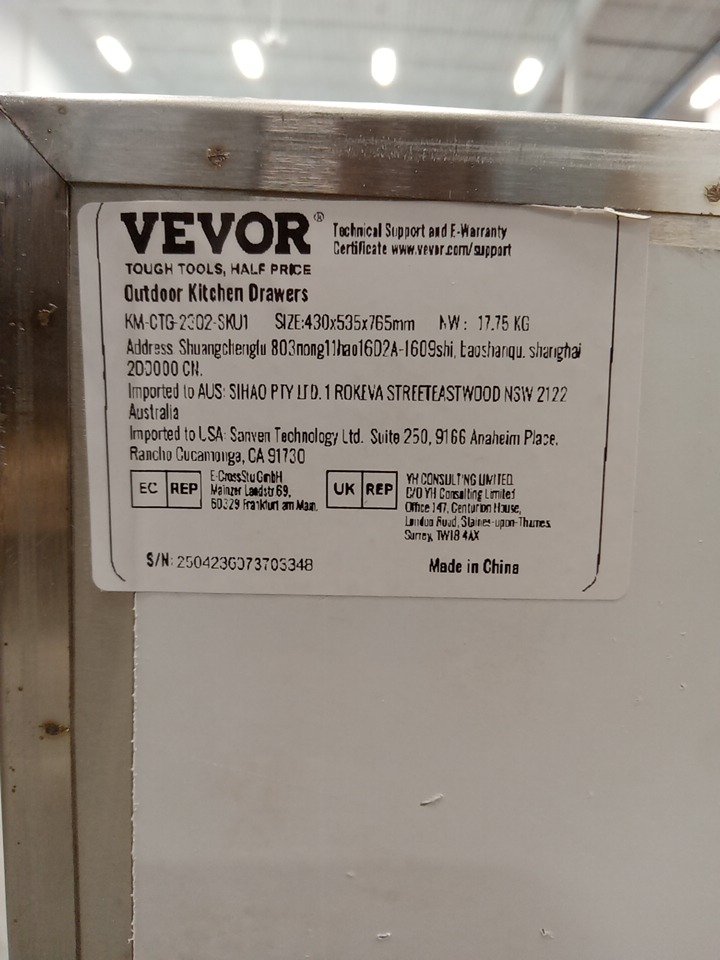 VEVOR®
Technical Support and E-Warranty
Certificate www.vevor.com/support
TOUGH TOOLS, HALF PRICE
Outdoor Kitchen Drawers
KM-CTG-2302-SKU1 SIZE:430x535x765mm NW: 17.75 KG
Address: Shuangchenglu 803nong11hao1602A-1609shi, baoshanqu, shanghai
200000 CN.
Imported to AUS: SIHAO PTY LTD. 1 ROKEVA STREETEASTWOOD NSW 2122
Australia
Imported to USA: Sanven Technology Ltd. Suite 250, 9166 Anaheim Place,
Rancho Cucamonga, CA 91730
EC REP
E-CrossStu GmbH
Mainzer Landstr 69,
60329 Frankfurt am Main.
UK REP
YH CONSULTING LIMITED.
C/O YH Consulting Limited
Office 147, Centurion House,
London Road, Staines-upon-Thames,
Surrey, TW18 4AX
S/N: 2504236073703348
Made in China